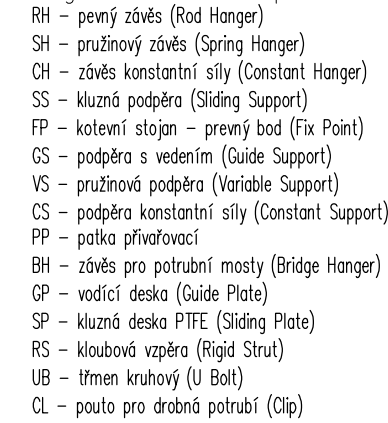 RH – pevný závěs (Rod Hanger)
SH – pružinový závěs (Spring Hanger)
CH – závěs konstantní síly (Constant Hanger)
SS – kluzná podpěra (Sliding Support)
FP – kotevní stojan – prevný bod (Fix Point)
GS – podpěra s vedením (Guide Support)
VS – pružinová podpěra (Variable Support)
CS – podpěra konstantní síly (Constant Support)
PP – patka přivařovací
BH – závěs pro potrubní mosty (Bridge Hanger)
GP – vodící deska (Guide Plate)
SP – kluzná deska PTFE (Sliding Plate)
RS – kloubová vzpěra (Rigid Strut)
UB – třmen kruhový (U Bolt)
CL – pouto pro drobná potrubí (Clip)